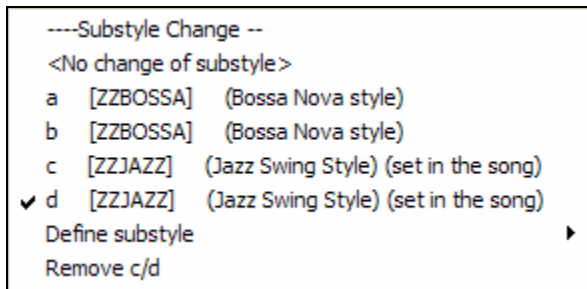 ----Substyle Change --
<No change of substyle>
a [ZZBOSSA] (Bossa Nova style)
b [ZZBOSSA] (Bossa Nova style)
c [ZZJAZZ] (Jazz Swing Style) (set in the song)
d [ZZJAZZ] (Jazz Swing Style) (set in the song)
Define substyle
Remove c/d